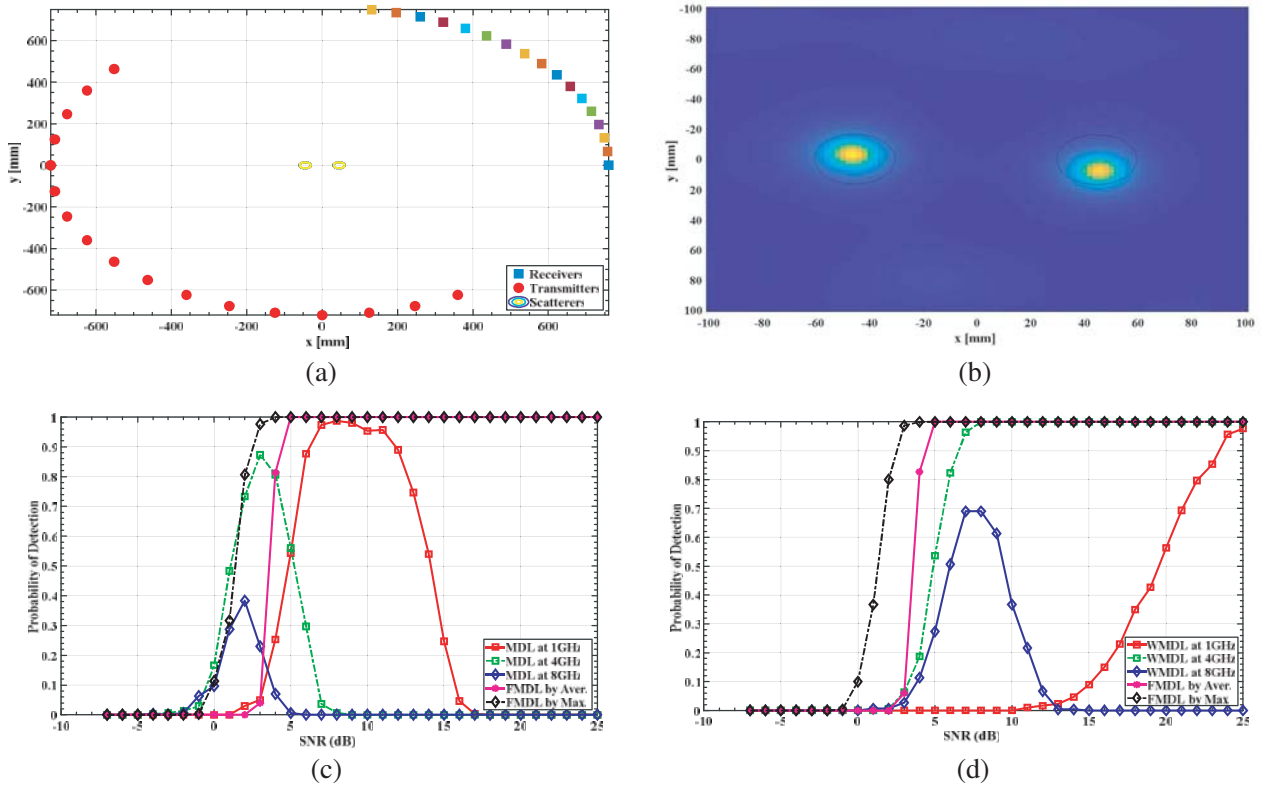 y [mm]
600
400
200
0
-200
-400
-600
-600 -400 -200 0 200 400 600
x [mm]
Receivers
Transmitters
Scatterers
(a)
y [mm]
-100
-80
-60
-40
-20
0
20
40
60
80
100
-100 -80 -60 -40 -20 0 20 40 60 80 100
x [mm]
(b)
Probability of Detection
1
0.9
0.8
0.7
0.6
0.5
0.4
0.3
0.2
0.1
0
-10 -5 0 5 10 15 20 25
SNR (dB)
MDL at 1GHz
MDL at 4GHz
MDL at 8GHz
FMDL by Aver.
FMDL by Max
(c)
Probability of Detection
1
0.9
0.8
0.7
0.6
0.5
0.4
0.3
0.2
0.1
0
-10 -5 0 5 10 15 20 25
SNR (dB)
WMDL at 1GHz
WMDL at 4GHz
WMDL at 8GHz
FMDL by Aver.
FMDL by Max
(d)